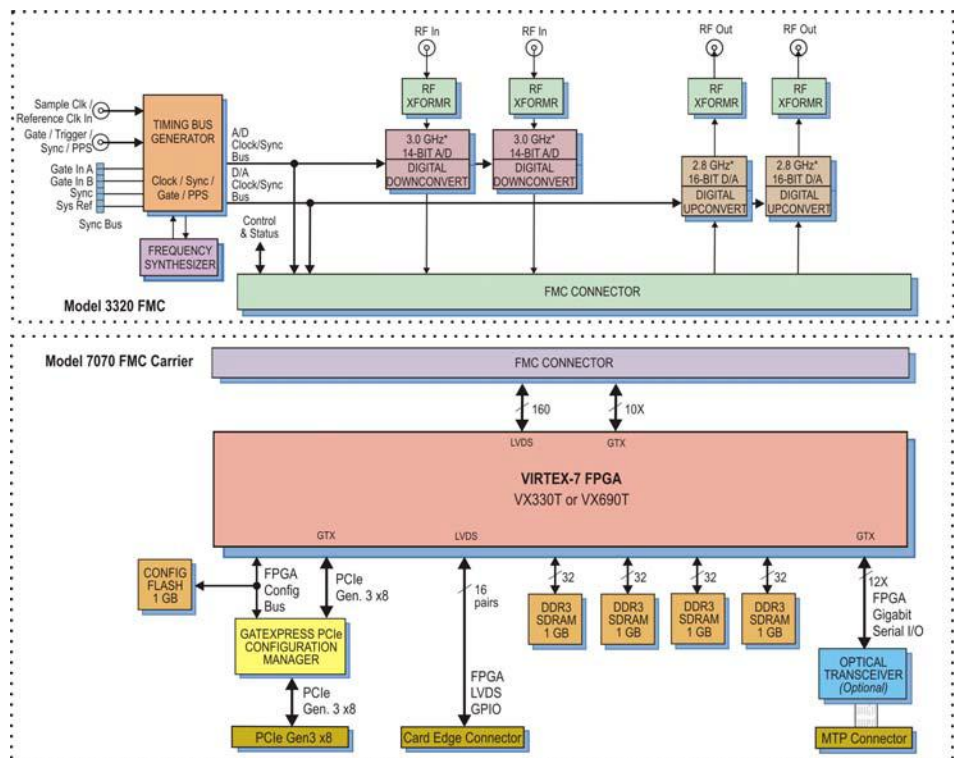 RF In
RF In
RF Out
RF Out
Sample Clk /
Reference Clk In
Gate / Trigger /
Sync / PPS
Gate In A
Gate In B
Sync
Sys Ref
Sync Bus
TIMING BUS
GENERATOR
Clock / Sync /
Gate / PPS
FREQUENCY
SYNTHESIZER
A/D
Clock/Sync
Bus
D/A
Clock/Sync
Bus
Control
& Status
RF
XFORMR
RF
XFORMR
RF
XFORMR
RF
XFORMR
3.0 GHz*
14-BIT A/D
DIGITAL
DOWNCONVERT
3.0 GHz*
14-BIT A/D
DIGITAL
DOWNCONVERT
2.8 GHz*
16-BIT D/A
DIGITAL
UPCONVERT
2.8 GHz*
16-BIT D/A
DIGITAL
UPCONVERT
FMC CONNECTOR
Model 3320 FMC
Model 7070 FMC Carrier
FMC CONNECTOR
160
10X
LVDS
GTX
VIRTEX-7 FPGA
VX330T or VX690T
GTX
LVDS
GTX
CONFIG
FLASH
1 GB
FPGA
Config
Bus
PCIe
Gen. 3 x8
GATEXPRESS PCIe
CONFIGURATION
MANAGER
PCIe
Gen. 3 x8
PCIe Gen3 x8
16
pairs
FPGA
LVDS
GPIO
Card Edge Connector
32
32
32
32
DDR3
SDRAM
1 GB
DDR3
SDRAM
1 GB
DDR3
SDRAM
1 GB
DDR3
SDRAM
1 GB
12X
FPGA
Gigabit
Serial I/O
OPTICAL
TRANSCEIVER
(Optional)
MTP Connector